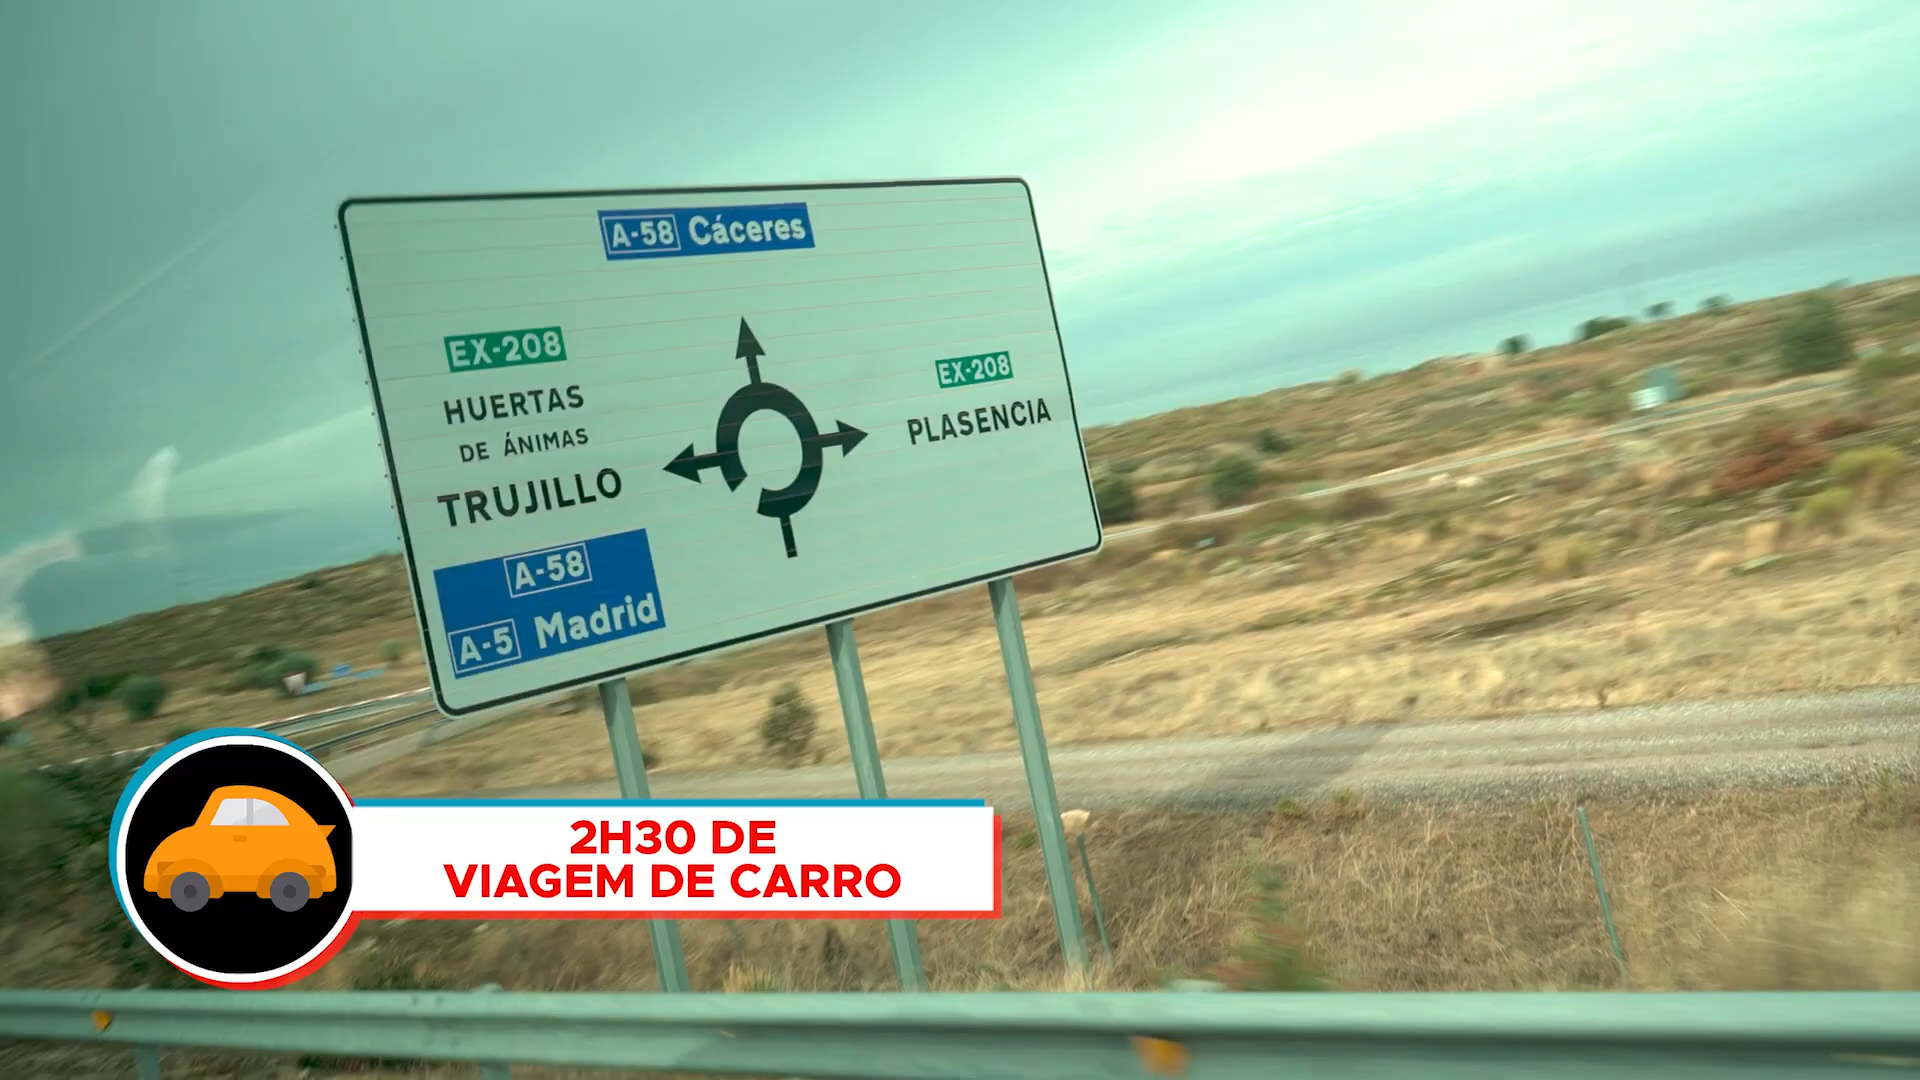 A-58 Cáceres
EX-208
HUERTAS
DE ÁNIMAS
TRUJILLO
A-58
A-5 Madrid
EX-208
PLASENCIA
2H30 DE
VIAGEM DE CARRO